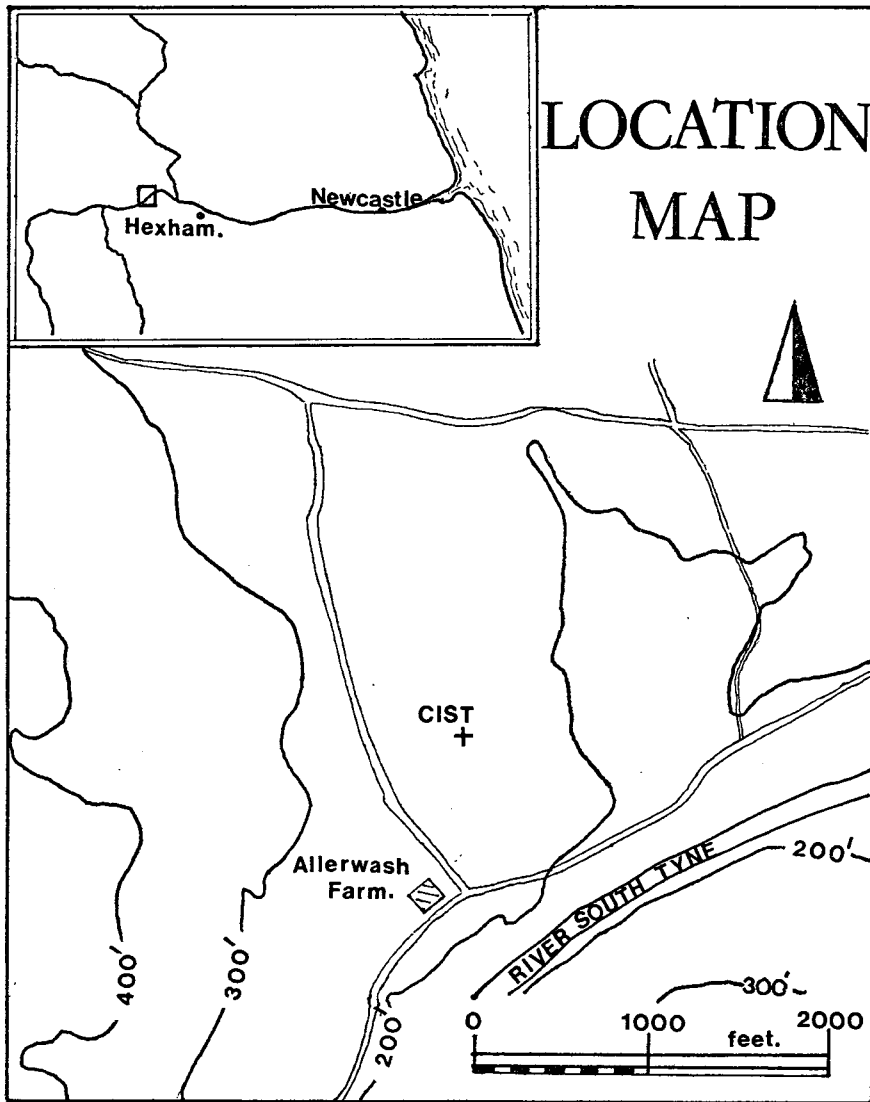 LOCATION
MAP
Newcastle
Hexham.
CIST
Allerwash
Farm.
RIVER SOUTH TYNE
200'
400'
300'
200'
300'
0 1000 2000
feet.